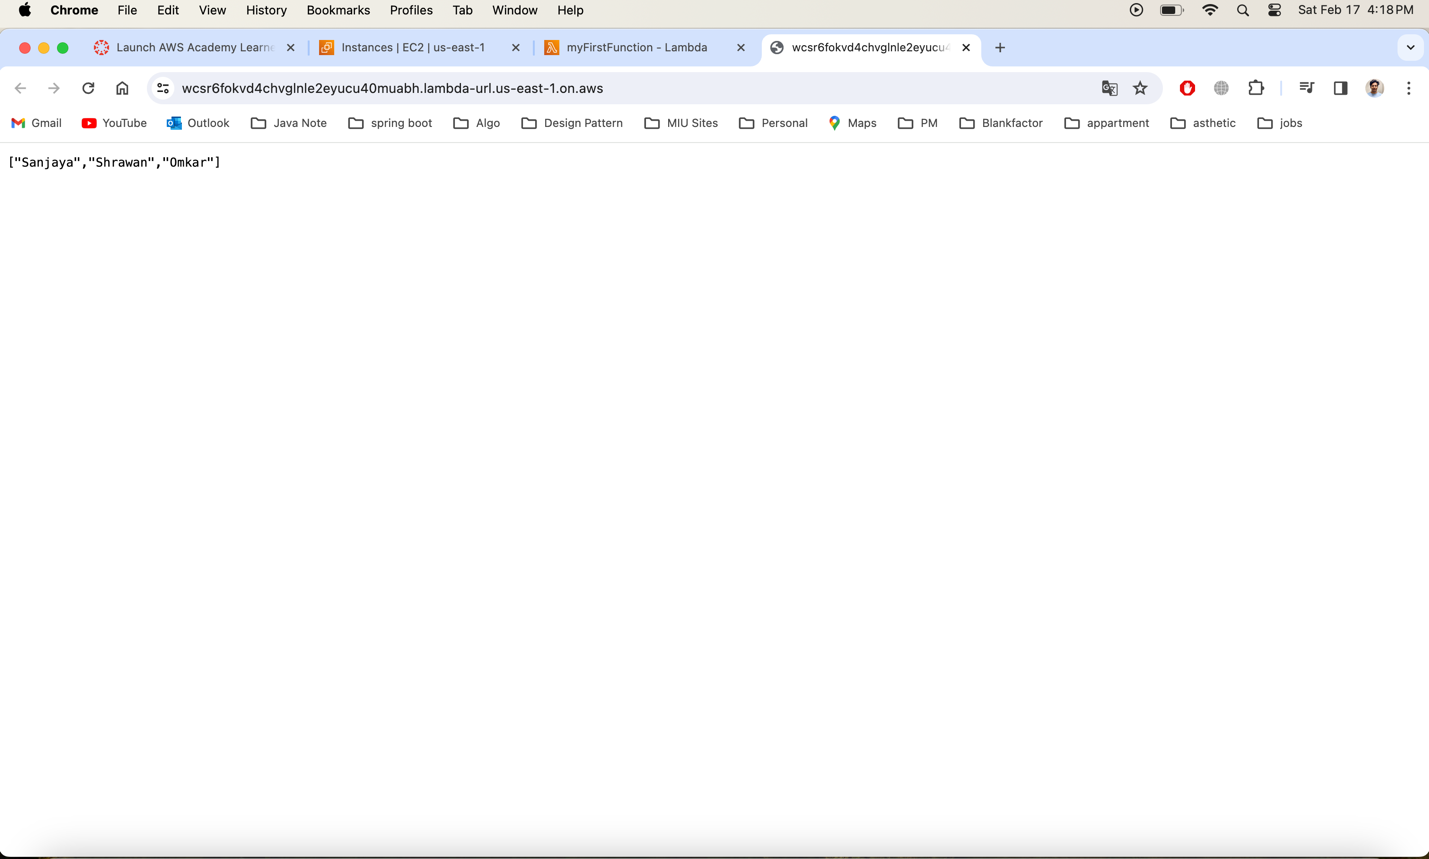 Chrome File Edit View History Bookmarks Profiles Tab Window Help Sat Feb 17 4:18 PM
Launch AWS Academy Learne Instances | EC2 | us-east-1 myFirstFunction - Lambda wcsr6fokvd4chvglnle2eyucu4
wcsr6fokvd4chvglnle2eyucu40muabh.lambda-url.us-east-1.on.aws
Gmail YouTube Outlook Java Note spring boot Algo Design Pattern MIU Sites Personal Maps PM Blankfactor appartment asthetic jobs
["Sanjaya","Shrawan","Omkar"]